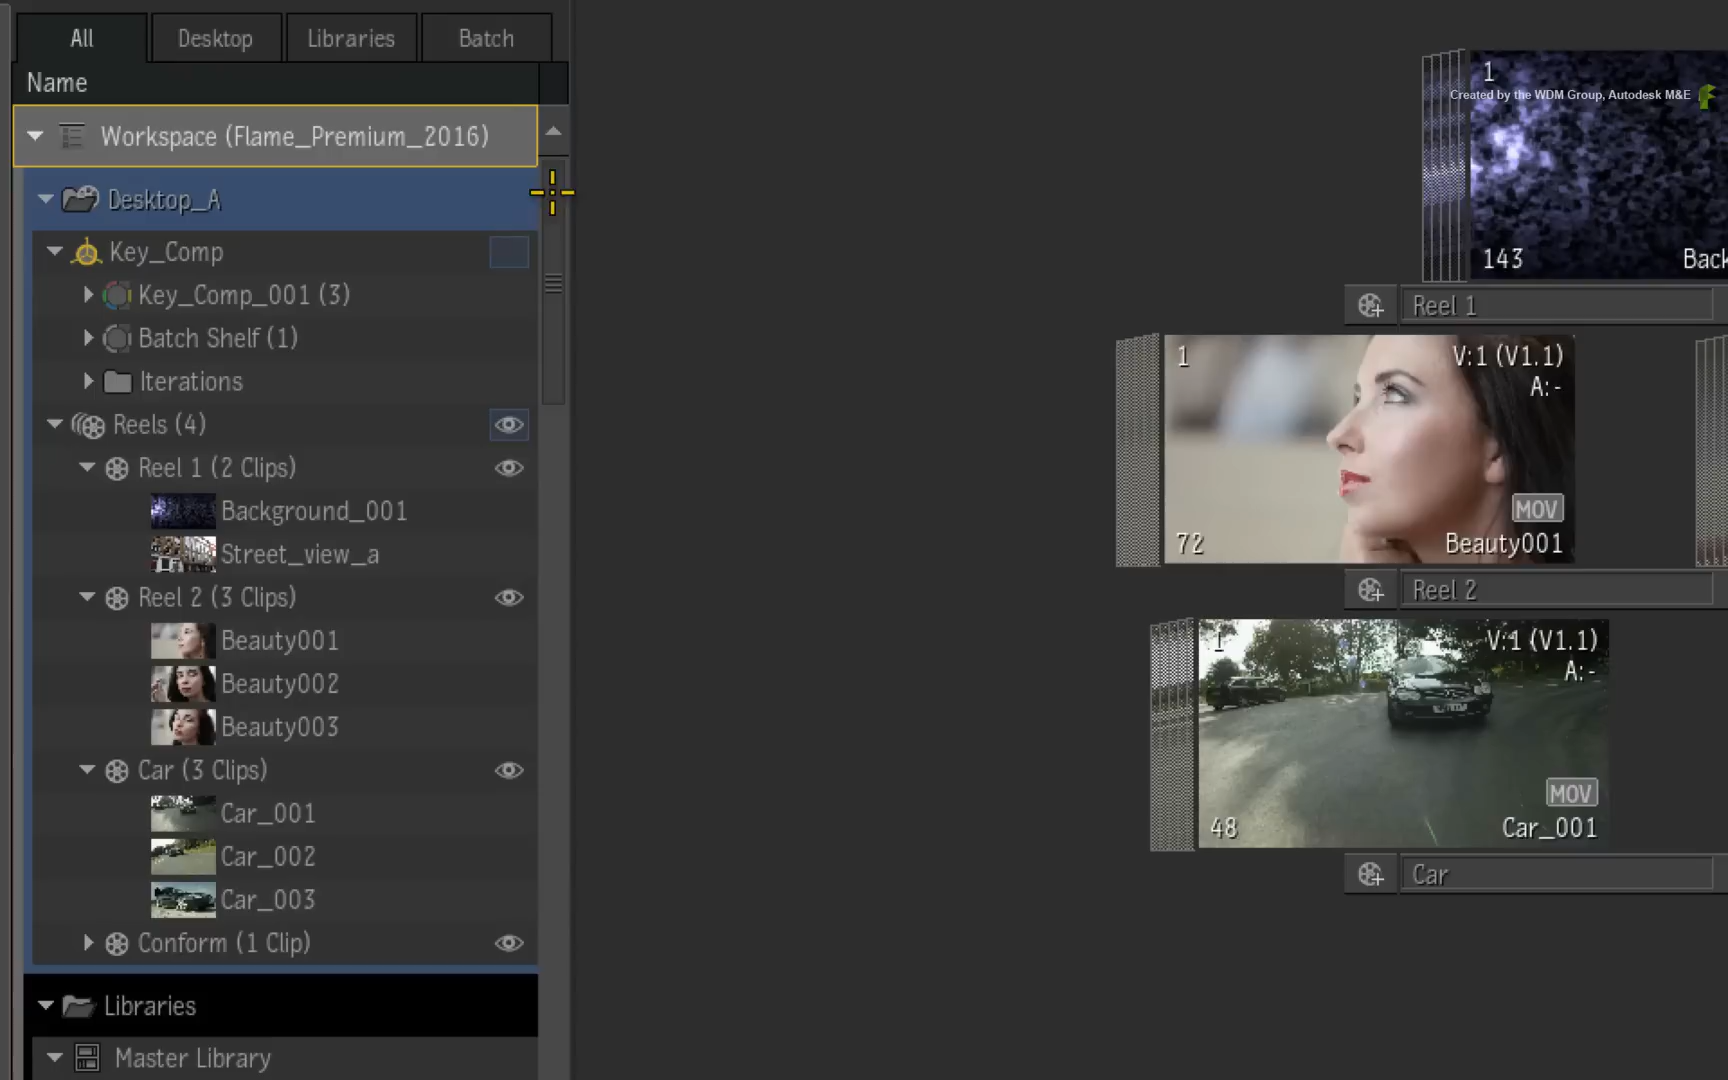 All
Desktop
Libraries
Batch
Name
Workspace (Flame_Premium_2016)
Desktop_A
Key_Comp
Key_Comp_001 (3)
Batch Shelf (1)
Iterations
Reels (4)
Reel 1 (2 Clips)
Background_001
Street_view_a
Reel 2 (3 Clips)
Beauty001
Beauty002
Beauty003
Car (3 Clips)
Car_001
Car_002
Car_003
Conform (1 Clip)
Libraries
Master Library
1
Created by the WDM Group, Autodesk M&E
143
Back
Reel 1
1
V:1 (V1.1)
A:-
MOV
72
Beauty001
Reel 2
1
V:1 (V1.1)
A:-
MOV
48
Car_001
Car